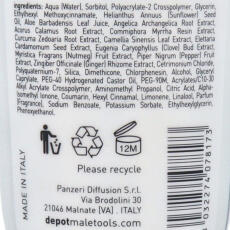 Ingredients: Aqua [Water], Sorbitol, Polyacrylate-2 Crosspolymer, Glycerin,
Ethylhexyl Methoxycinnamate, Helianthus Annuus [Sunflower] Seed
Oil, Aloe Barbadensis Leaf Juice, Angelica Archangelica Root Extract,
Acorus Calamus Root Extract, Commiphora Myrrha Resin Extract,
Curcuma Zedoaria Root Extract, Camellia Sinensis Leaf Extract, Elettaria
Cardamomum Seed Extract, Eugenia Caryophyllus [Clove] Bud Extract,
Myristica Fragrans [Nutmeg] Fruit Extract, Piper Nigrum [Pepper] Fruit
Extract, Zingiber Officinale [Ginger] Rhizome Extract, Cetrimonium Chloride,
Polyquaternium-7, Silica, Dimethicone, Chlorphenesin, Alcohol, Glyceryl
Oleate, PEG-40 Hydrogenated Castor Oil, PEG-90M, Acrylates/C10-30
Alkyl Acrylate Crosspolymer, Aminomethyl Propanol, Citric Acid, Alpha-
Isomethyl Ionone, Coumarin, Hexyl Cinnamal, Limonene, Linalool, Parfum
[Fragrance], Sodium Benzoate, Potassium Sorbate, Ethylhexylglycerin,
Phenoxyethanol.
12M
MADE IN ITALY
Please recycle
Panzeri Diffusion S.r.l.
Via Brodolini 30
21046 Malnate (VA) . ITALY
depotmaletools.com
8 032274 078173